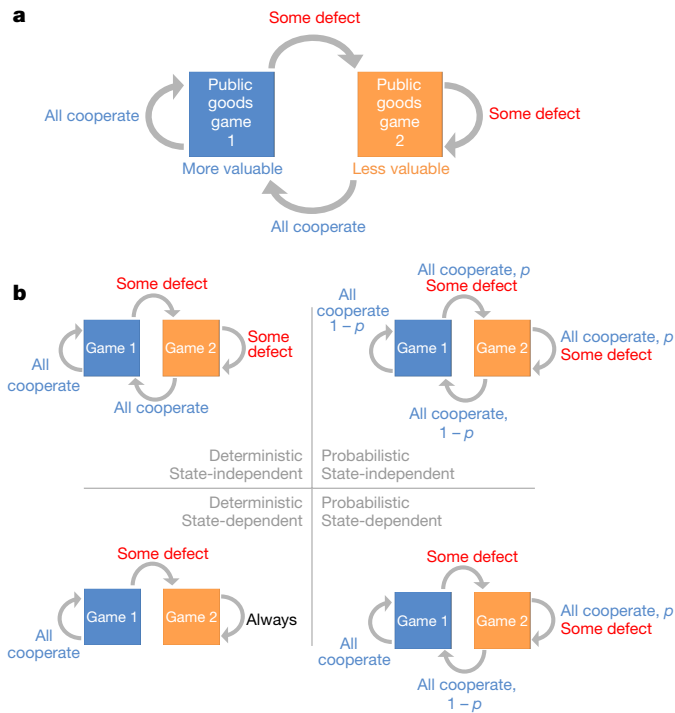 a
Some defect
Public
goods
game
1
Public
goods
game
2
All cooperate
Some defect
More valuable
Less valuable
All cooperate
b
Some defect
All
cooperate
Game 1
Game 2
Some
defect
All cooperate
All cooperate, p
Some defect
All
cooperate
1 – p
Game 1
Game 2
All cooperate, p
Some defect
All cooperate,
1 – p
Deterministic
State-independent
Probabilistic
State-independent
Deterministic
State-dependent
Probabilistic
State-dependent
Some defect
Game 1
Game 2
All
cooperate
Always
Some defect
Game 1
Game 2
All
cooperate
All cooperate, p
Some defect
All cooperate,
1 – p